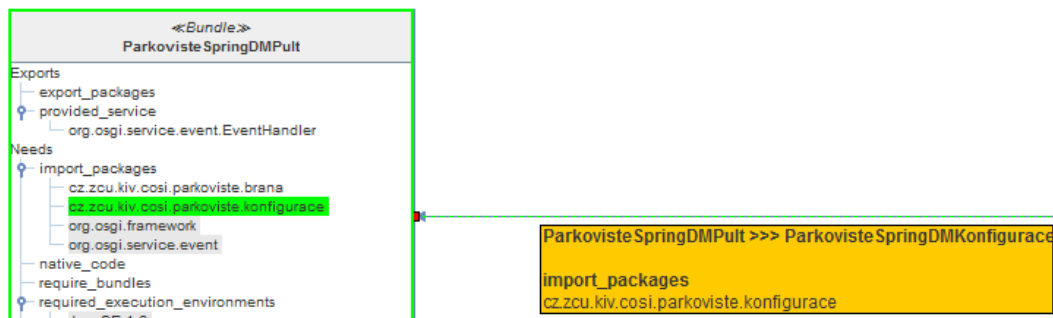 ≪Bundle≫
ParkovisteSpringDMPult
Exports
export_packages
provided_service
org.osgi.service.event.EventHandler
Needs
import_packages
cz.zcu.kiv.cosi.parkoviste.brana
cz.zcu.kiv.cosi.parkoviste.konfigurace
org.osgi.framework
org.osgi.service.event
native_code
require_bundles
required_execution_environments
ParkovisteSpringDMPult >>> ParkovisteSpringDMKonfigurace
import_packages
cz.zcu.kiv.cosi.parkoviste.konfigurace